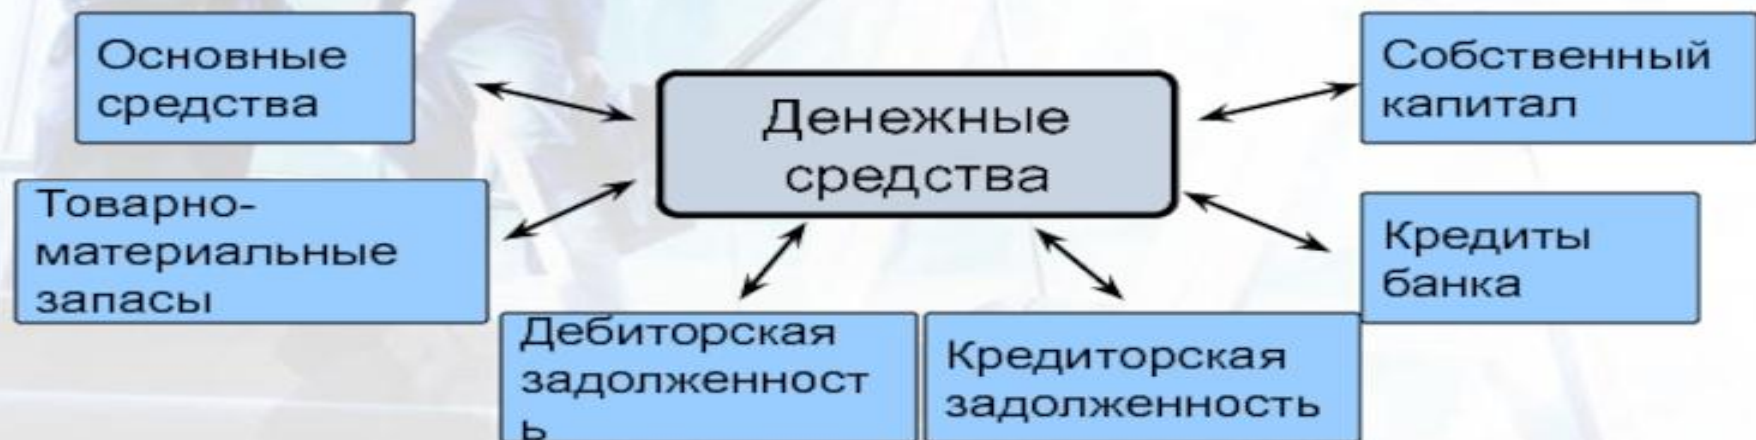 Основные
средства
Товарно-
материальные
запасы
Денежные
средства
Собственный
капитал
Кредиты
банка
Дебиторская
задолженност
ь
Кредиторская
задолженность